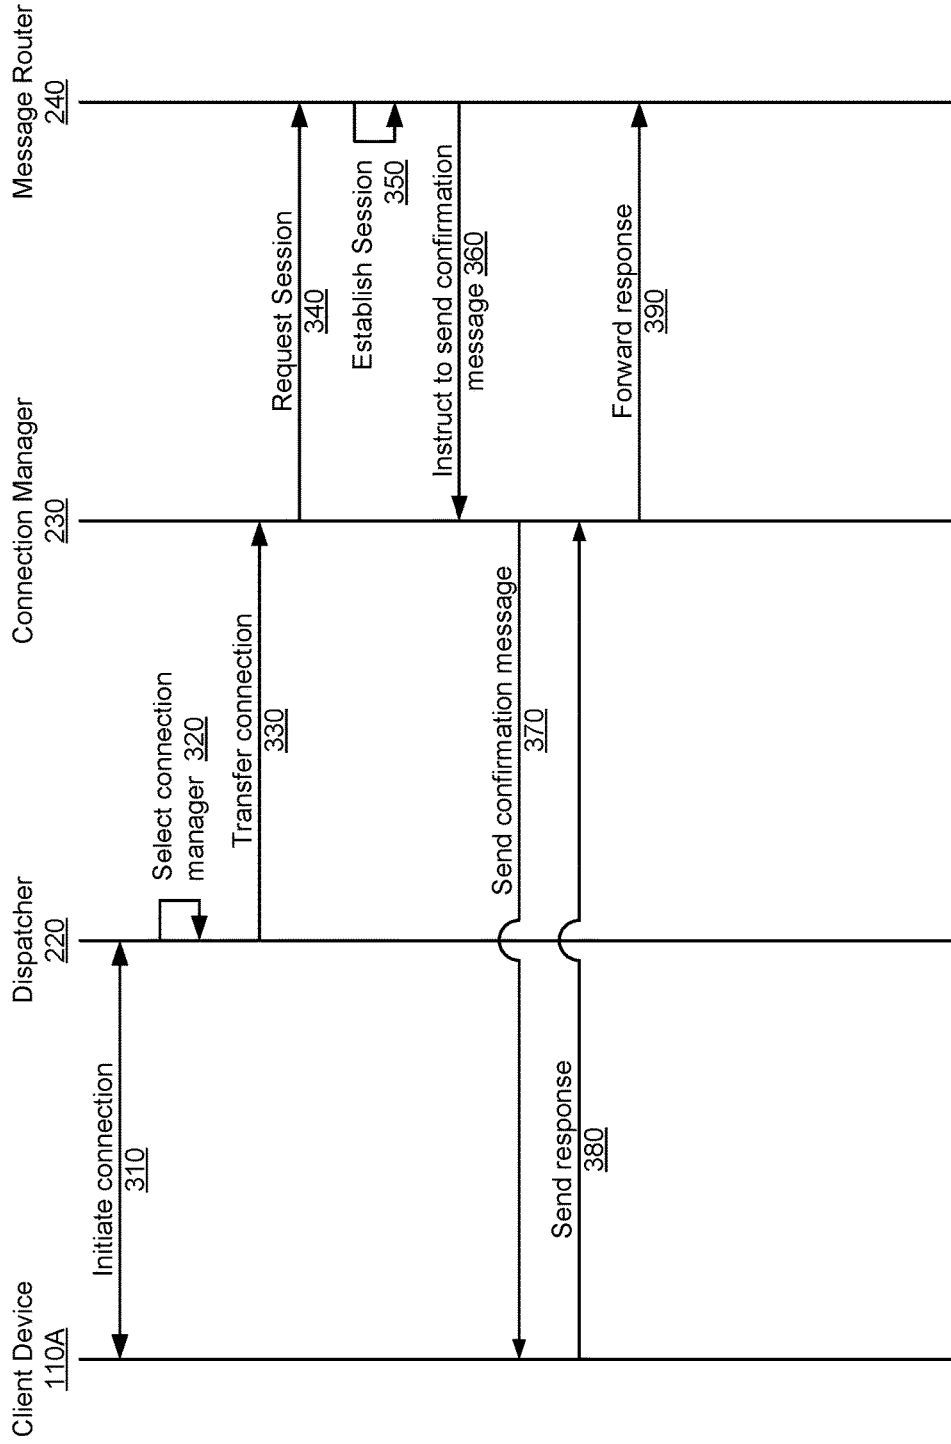 Client Device
110A
Dispatcher
220
Connection Manager
230
Message Router
240
Initiate connection
310
Select connection
manager 320
Transfer connection
330
Request Session
340
Establish Session
350
Instruct to send confirmation
message 360
Send confirmation message
370
Send response
380
Forward response
390